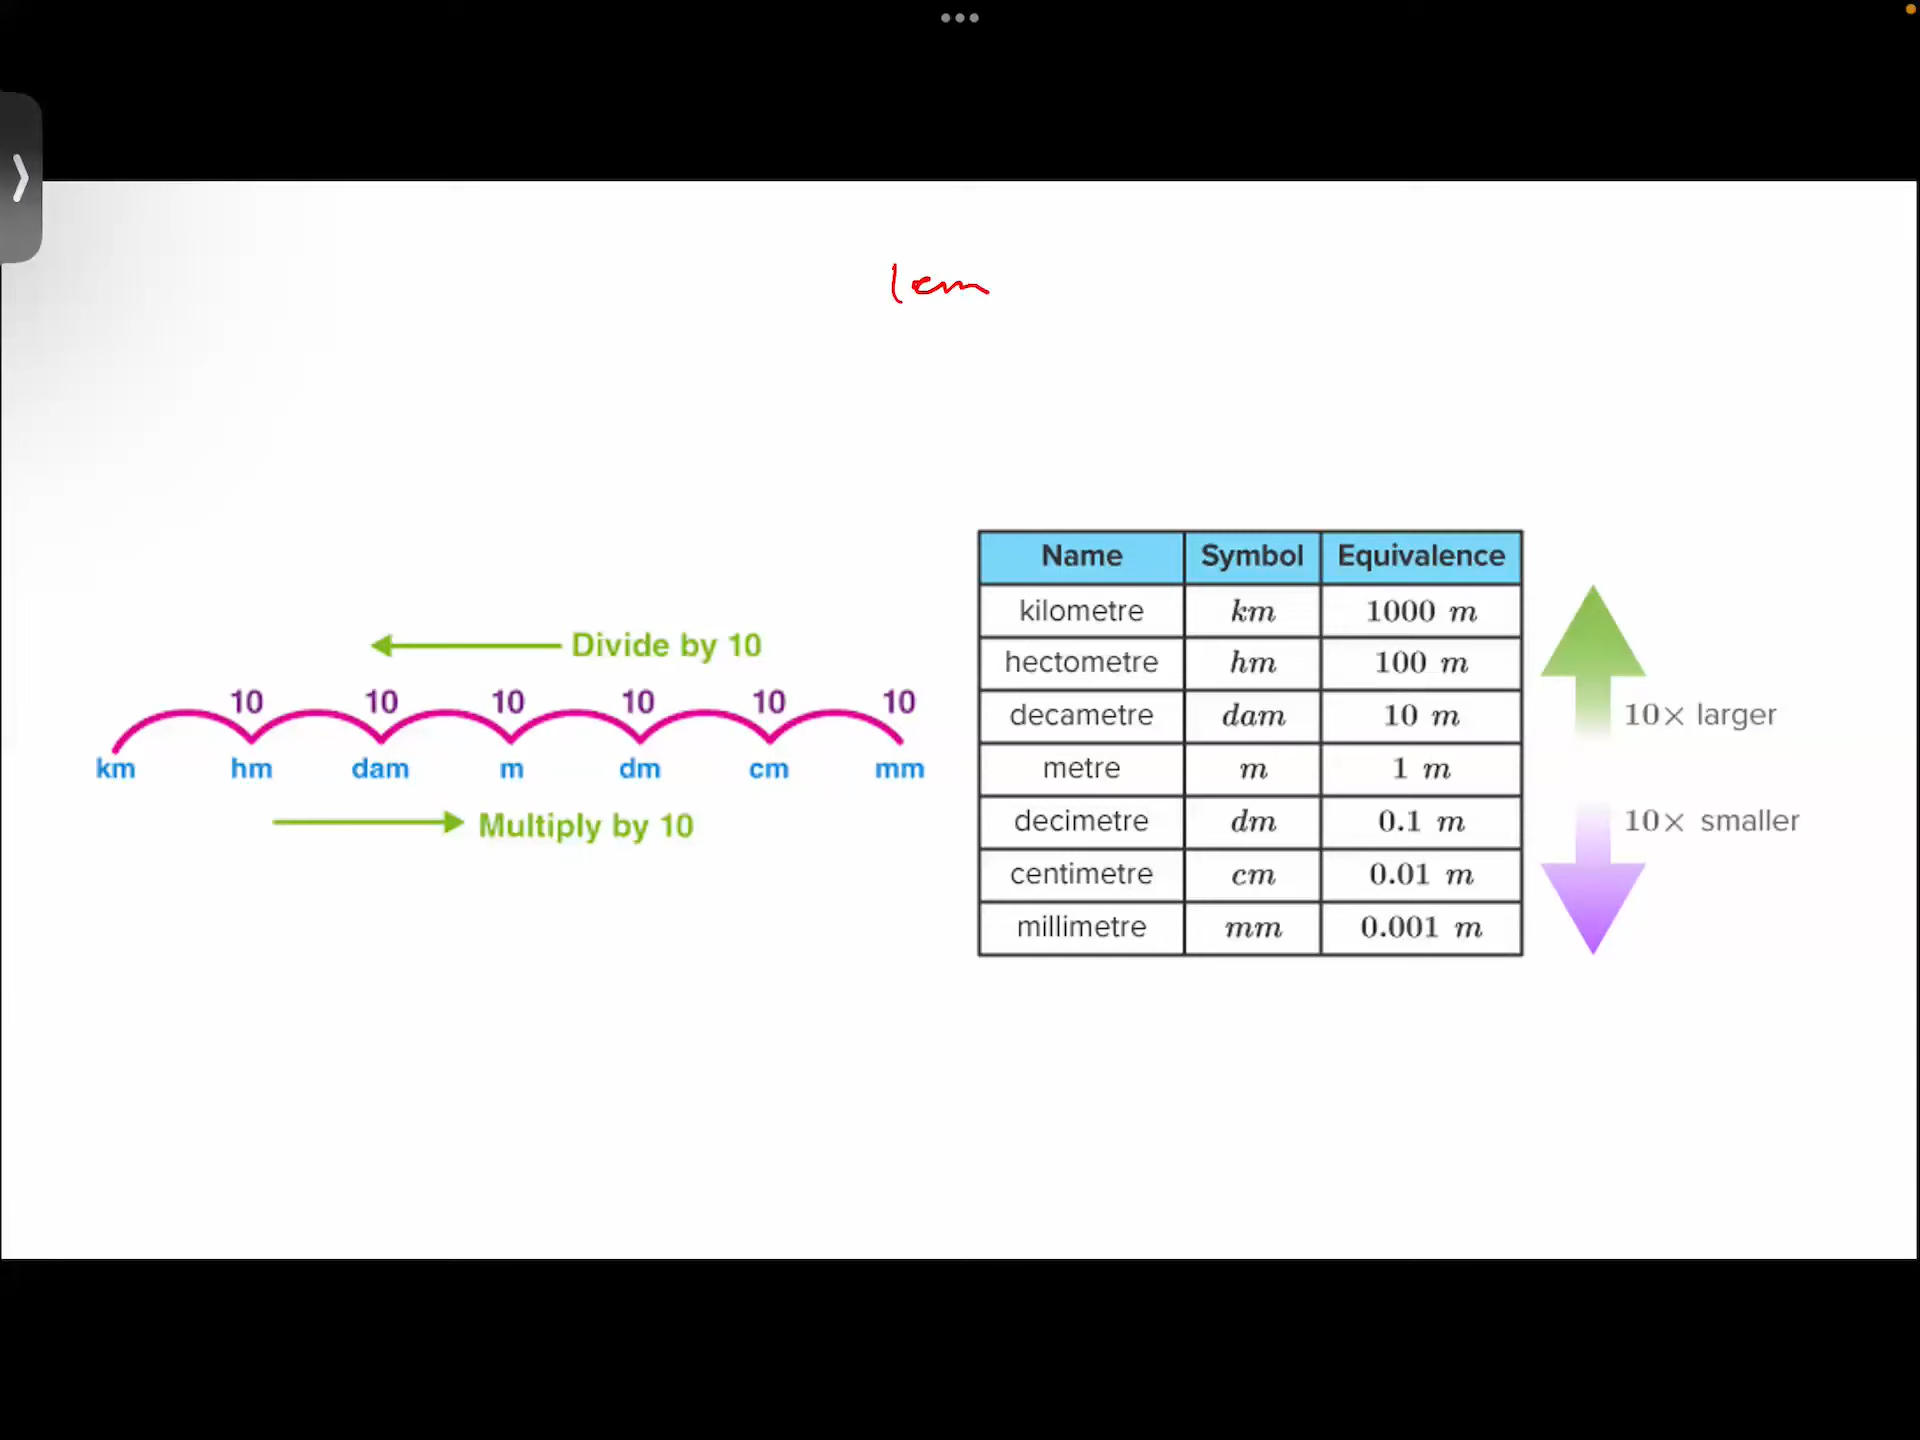 1cm
Divide by 10
10 10 10 10 10 10
km hm dam m dm cm mm
Multiply by 10
Name Symbol Equivalence
kilometre km 1000 m
hectometre hm 100 m
decametre dam 10 m
metre m 1 m
decimetre dm 0.1 m
centimetre cm 0.01 m
millimetre mm 0.001 m
10× larger
10× smaller